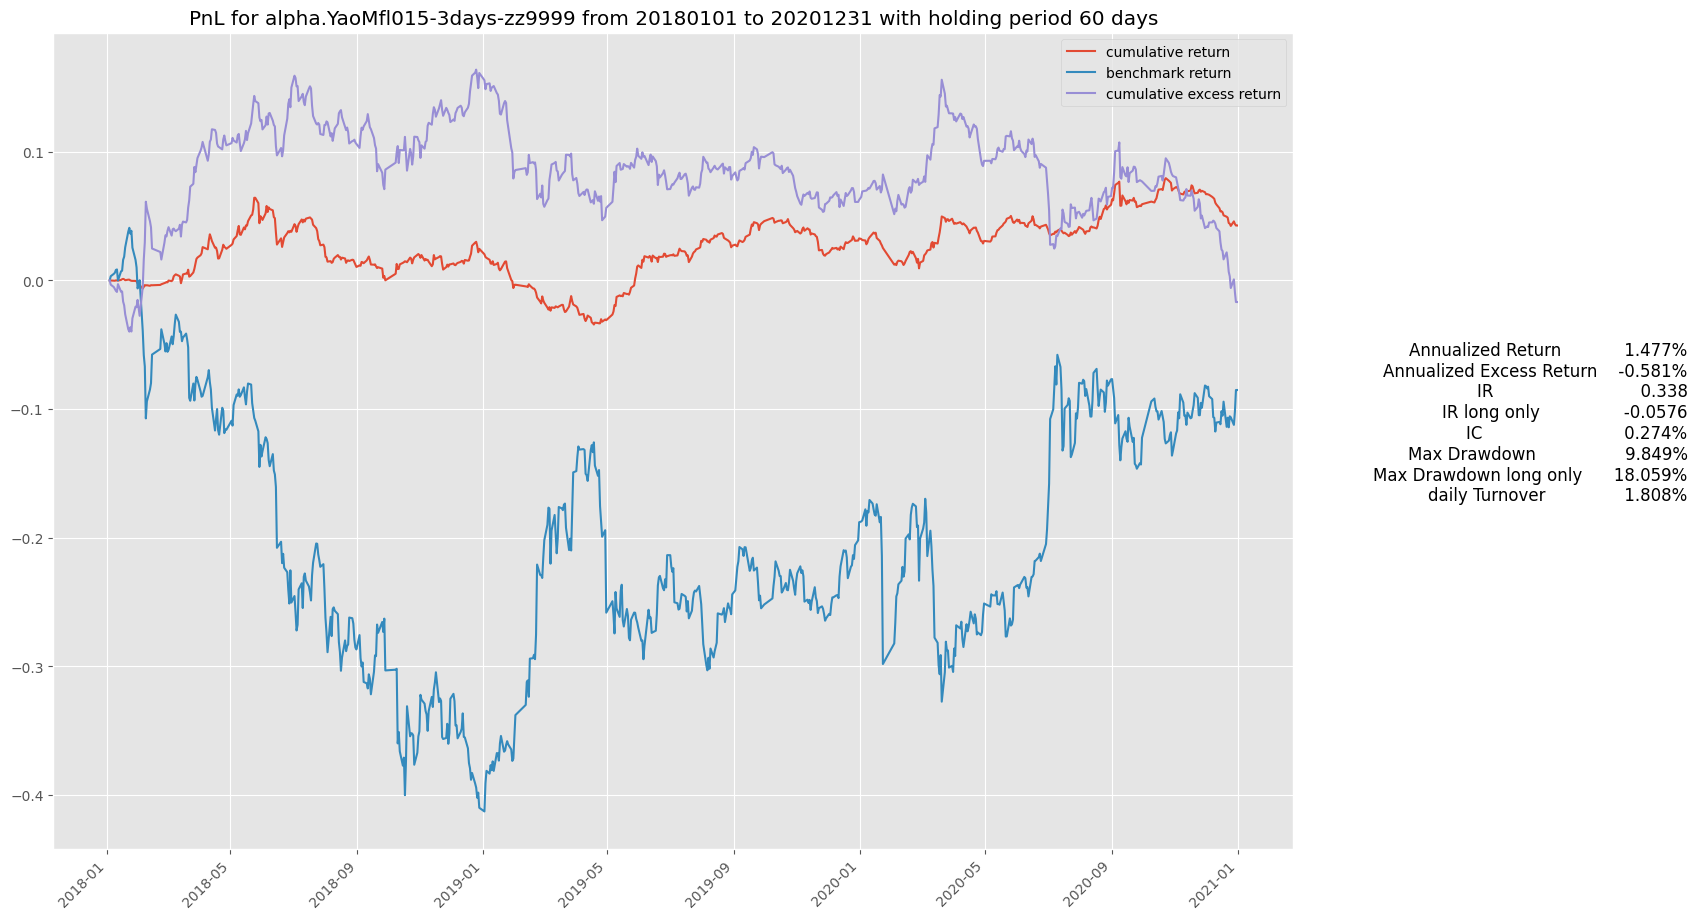 PnL for alpha.YaoMfl015-3days-zz9999 from 20180101 to 20201231 with holding period 60 days
cumulative return
benchmark return
cumulative excess return
0.1
0.0
−0.1
−0.2
−0.3
−0.4
2018-01
2018-05
2018-09
2019-01
2019-05
2019-09
2020-01
2020-05
2020-09
2021-01
Annualized Return 1.477%
Annualized Excess Return -0.581%
IR 0.338
IR long only -0.0576
IC 0.274%
Max Drawdown 9.849%
Max Drawdown long only 18.059%
daily Turnover 1.808%